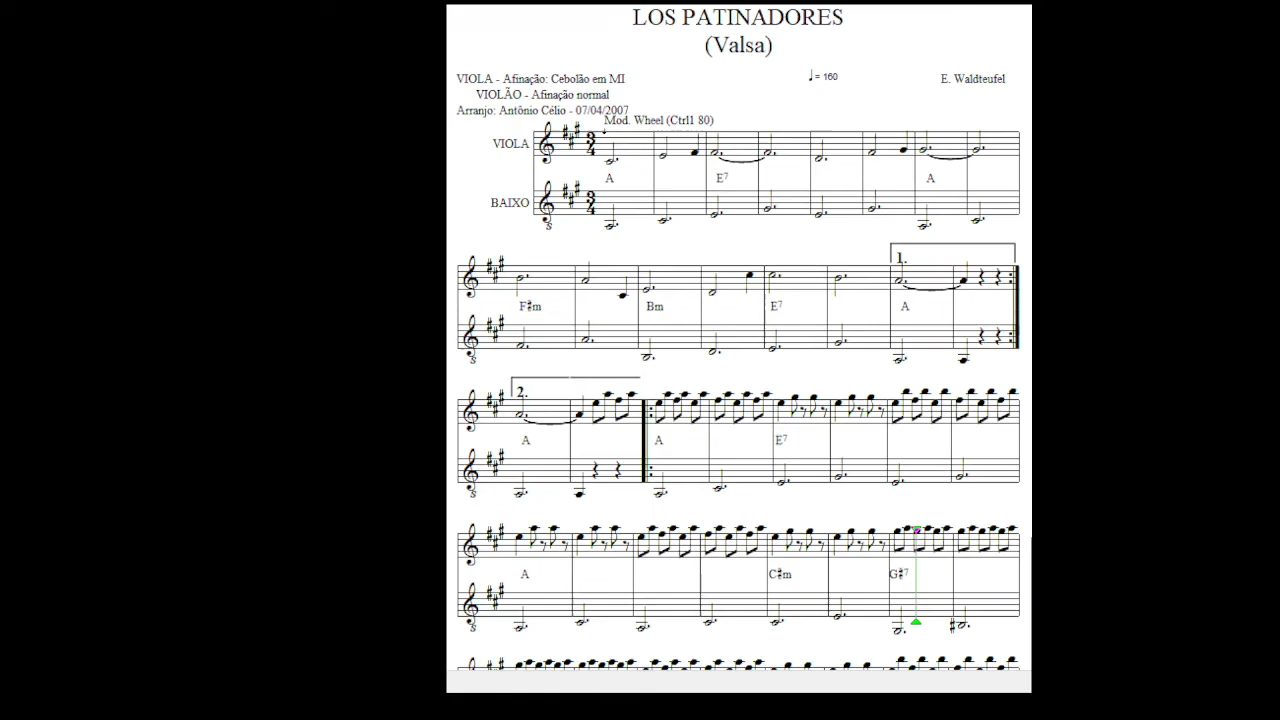 LOS PATINADORES
(Valsa)
VIOLA - Afinação: Cebolão em MI
♩ = 160
E. Waldteufel
VIOLÃO - Afinação normal
Arranjo: Antônio Célio - 07/04/2007
Mod. Wheel (Ctrl1 80)
VIOLA
A E7 A
BAIXO
1.
F#m Bm E7 A
2.
A A E7
A C#m G#7